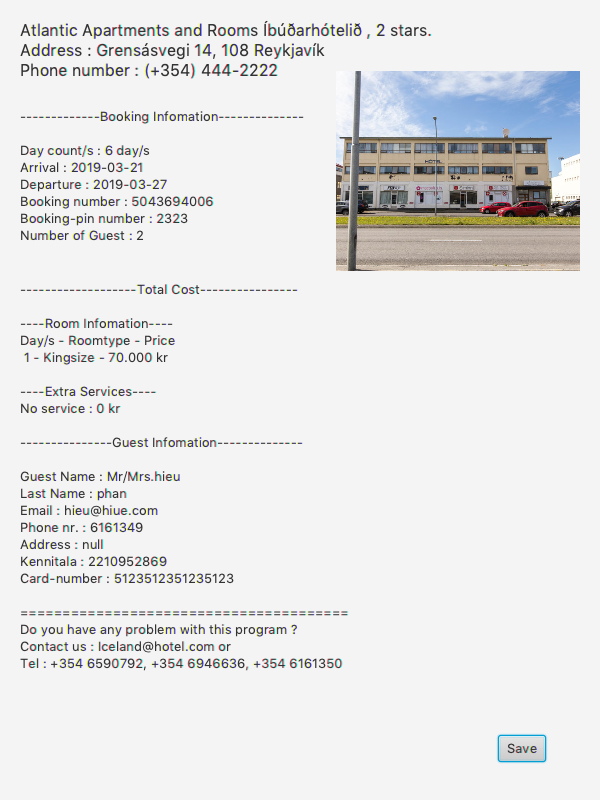 Atlantic Apartments and Rooms Íbúðarhótelið , 2 stars.
Address : Grensásvegi 14, 108 Reykjavík
Phone number : (+354) 444-2222
-------------Booking Infomation--------------
Day count/s : 6 day/s
Arrival : 2019-03-21
Departure : 2019-03-27
Booking number : 5043694006
Booking-pin number : 2323
Number of Guest : 2
HOTEL
-------------------Total Cost----------------
----Room Infomation----
Day/s - Roomtype - Price
1 - Kingsize - 70.000 kr
----Extra Services----
No service : 0 kr
---------------Guest Infomation--------------
Guest Name : Mr/Mrs.hieu
Last Name : phan
Email : hieu@hiue.com
Phone nr. : 6161349
Address : null
Kennitala : 2210952869
Card-number : 5123512351235123
=======================================
Do you have any problem with this program ?
Contact us : Iceland@hotel.com or
Tel : +354 6590792, +354 6946636, +354 6161350
Save